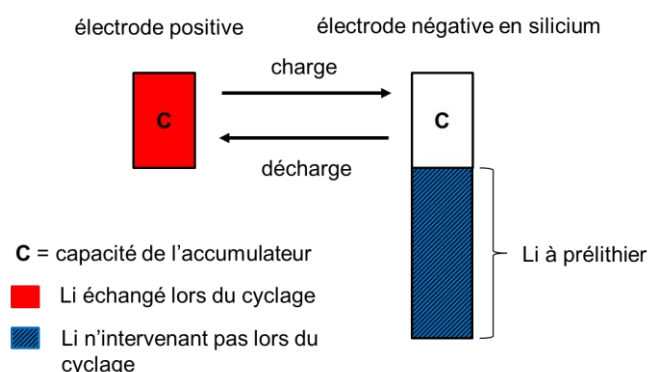 électrode positive
électrode négative en silicium
charge
C
C
décharge
C = capacité de l'accumulateur
Li à prélithier
Li échangé lors du cyclage
Li n'intervenant pas lors du
cyclage